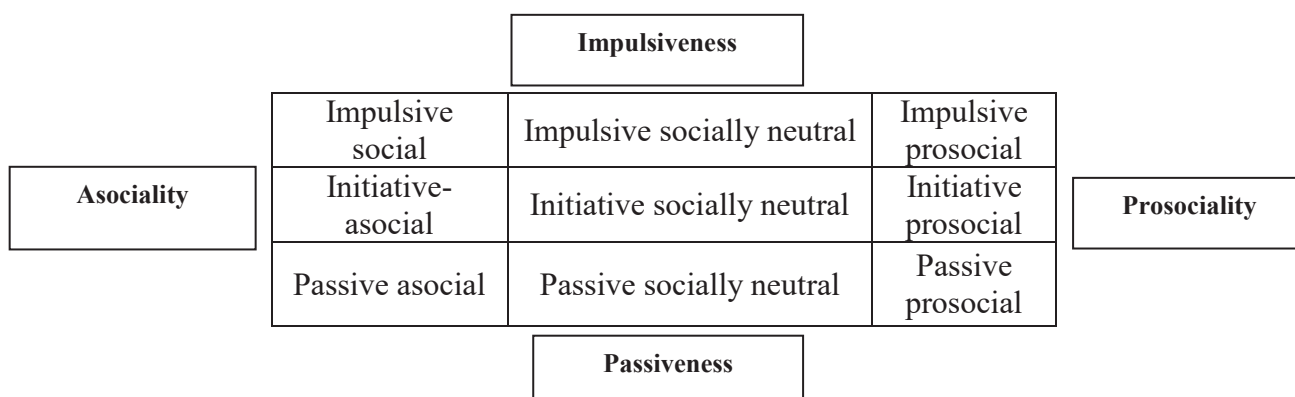 Impulsiveness
Impulsive
social
Impulsive socially neutral
Impulsive
prosocial
Asociality
Initiative-
asocial
Initiative socially neutral
Initiative
prosocial
Prosociality
Passive asocial
Passive socially neutral
Passive
prosocial
Passiveness